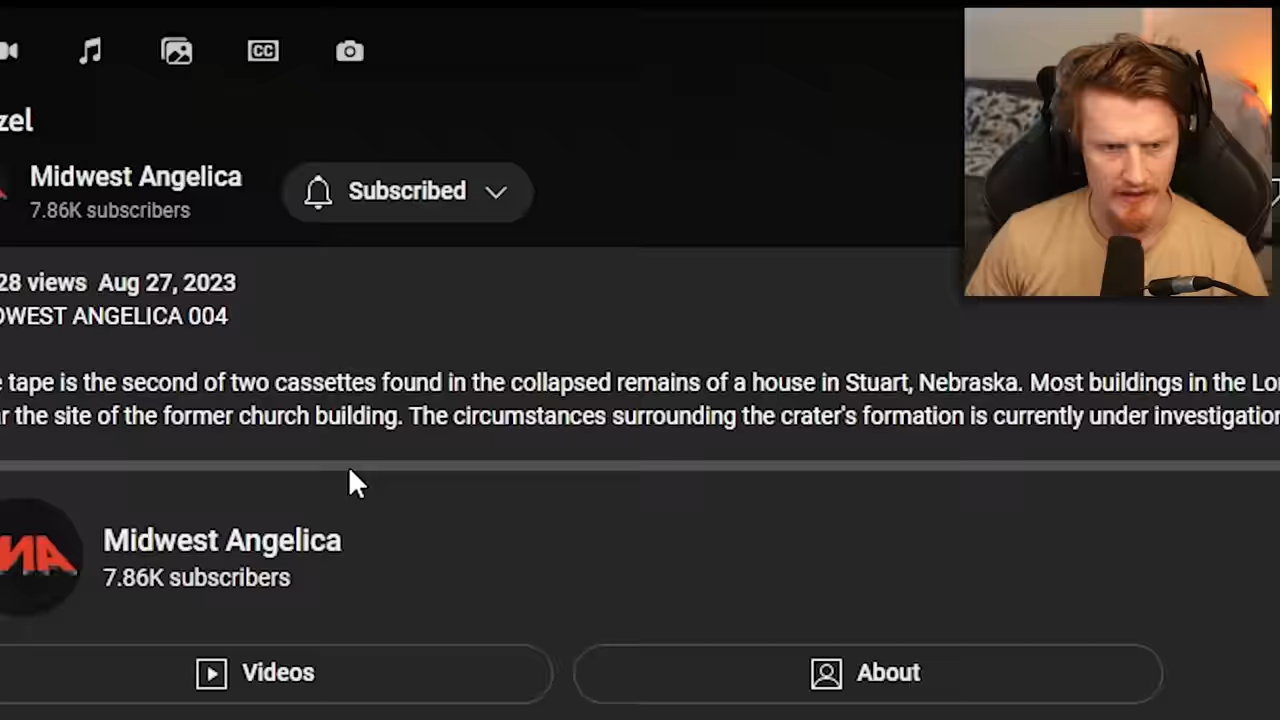 CC
zel
Midwest Angelica
7.86K subscribers
Subscribed
28 views Aug 27, 2023
DWEST ANGELICA 004
e tape is the second of two cassettes found in the collapsed remains of a house in Stuart, Nebraska. Most buildings in the Lo
r the site of the former church building. The circumstances surrounding the crater's formation is currently under investigation
MA
Midwest Angelica
7.86K subscribers
Videos
About